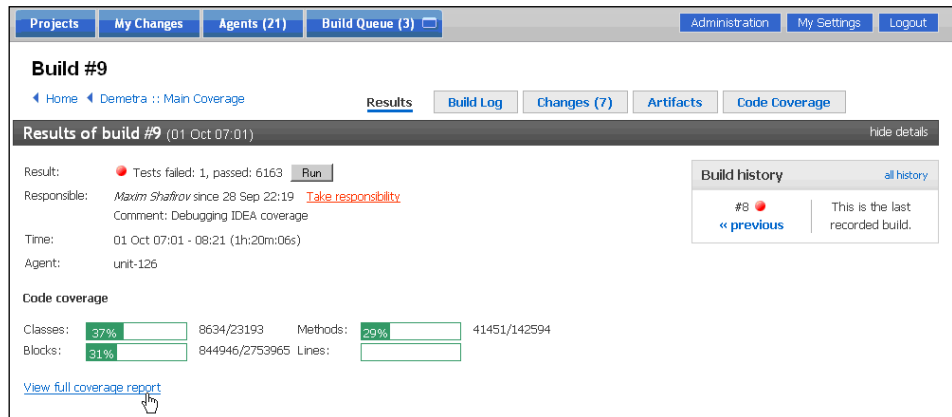 Projects My Changes Agents (21) Build Queue (3) Administration My Settings Logout
Build #9
Home Demetra :: Main Coverage Results Build Log Changes (7) Artifacts Code Coverage
Results of build #9 (01 Oct 07:01) hide details
Result: Tests failed: 1, passed: 6163 Run
Responsible: Maxim Shafirov since 28 Sep 22:19 Take responsibility
Comment: Debugging IDEA coverage
Time: 01 Oct 07:01 - 08:21 (1h:20m:06s)
Agent: unit-126
Build history all history
#8 This is the last
« previous recorded build.
Code coverage
Classes: 37% 8634/23193 Methods: 29% 41451/142594
Blocks: 31% 844946/2753965 Lines:
View full coverage report